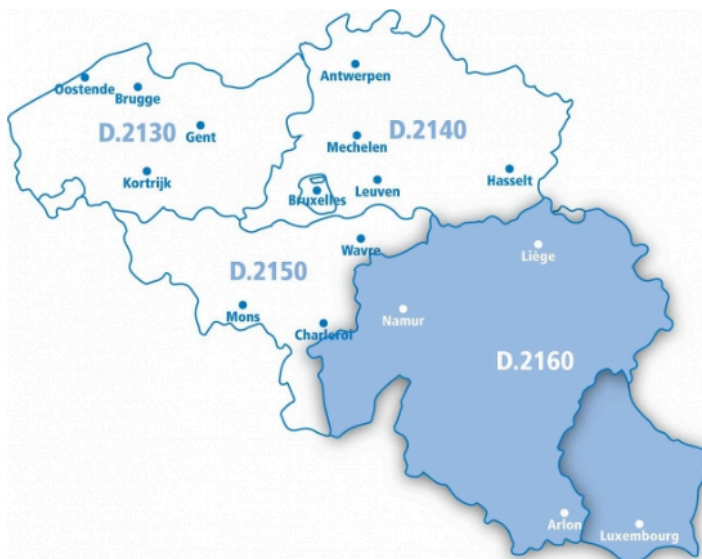 Antwerpen
Oostende
Brugge
D.2130
Gent
D.2140
Mechelen
Kortrijk
Hasselt
Leuven
Bruxelles
Wavre
Liège
D.2150
Mons
Namur
Charleroi
D.2160
Arlon
Luxembourg